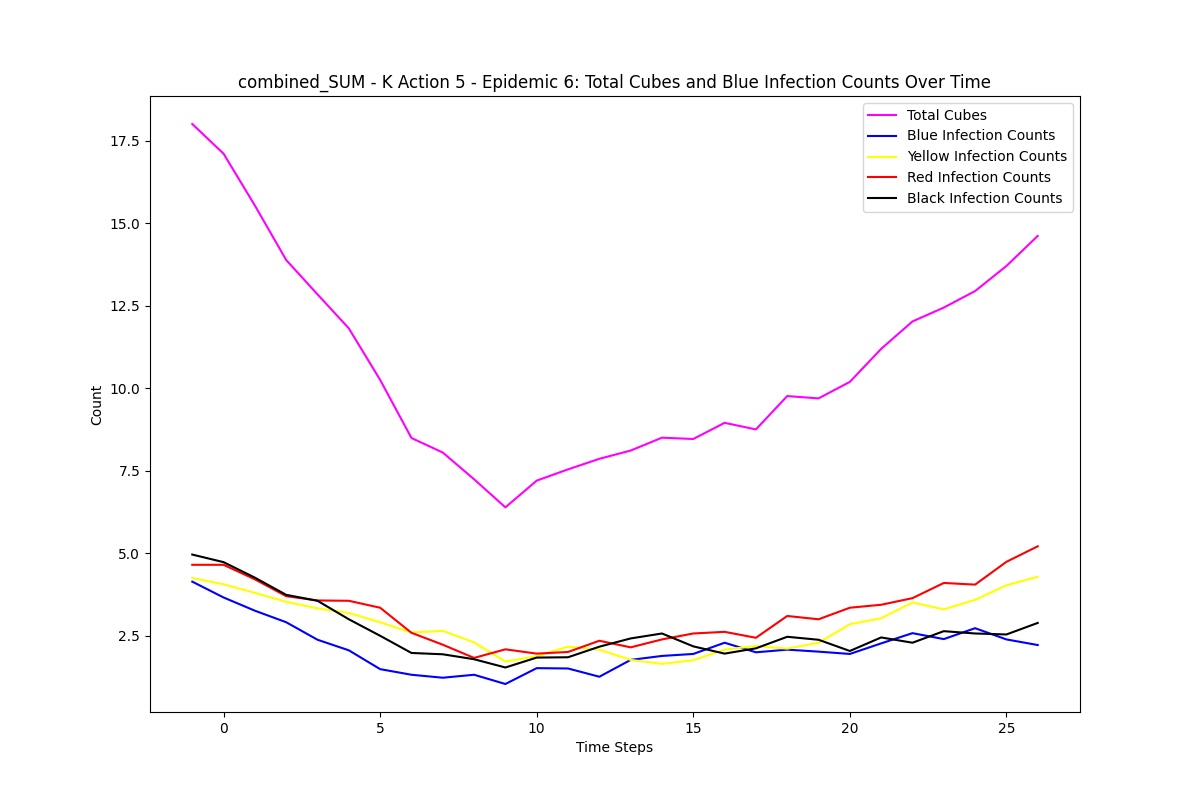 combined_SUM - K Action 5 - Epidemic 6: Total Cubes and Blue Infection Counts Over Time
Total Cubes
Blue Infection Counts
Yellow Infection Counts
Red Infection Counts
Black Infection Counts
17.5
15.0
12.5
10.0
7.5
5.0
2.5
Count
0 5 10 15 20 25
Time Steps